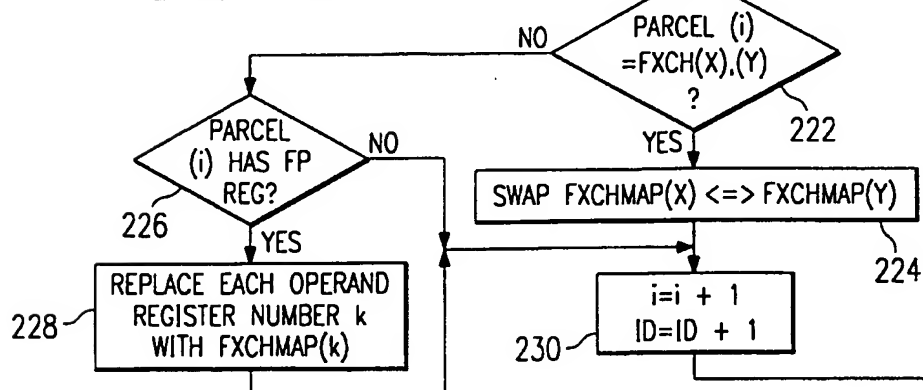 NO
PARCEL (i)
=FXCH(X),(Y)
?
222
YES
PARCEL
(i) HAS FP
REG?
NO
226
YES
SWAP FXCHMAP(X) <=> FXCHMAP(Y)
224
REPLACE EACH OPERAND
REGISTER NUMBER k
WITH FXCHMAP(k)
228
i=i + 1
ID=ID + 1
230